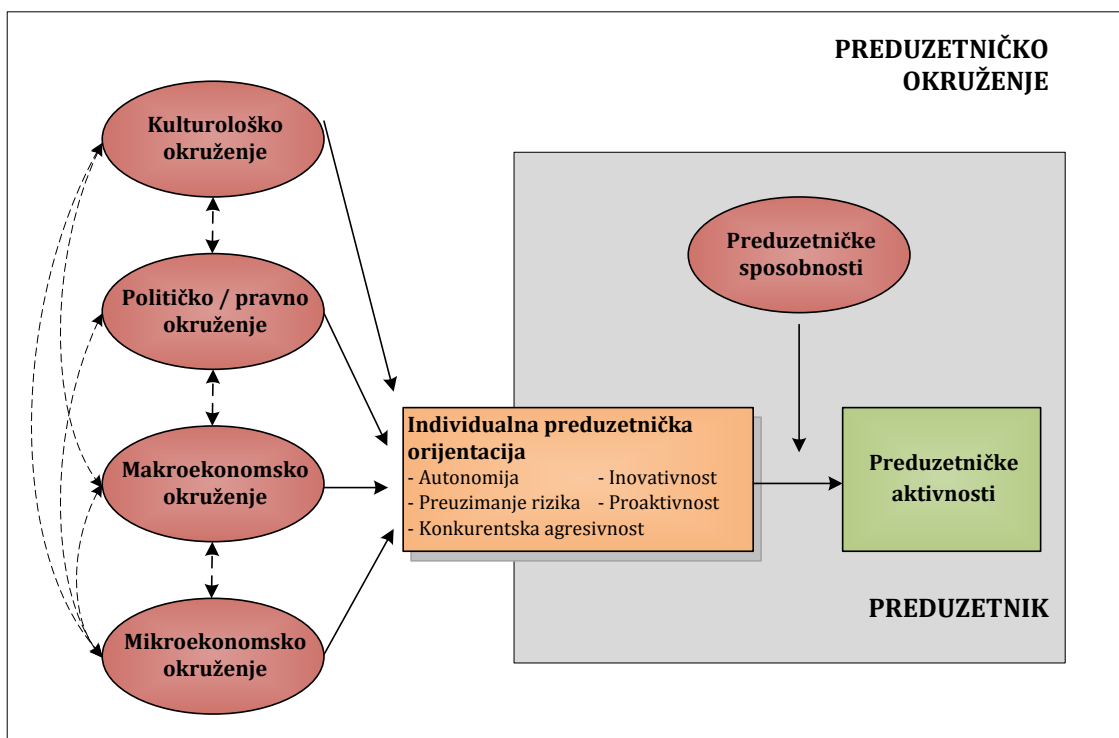 PREDUZETNIČKO
OKRUŽENJE
Kulturološko
okruženje
Političko / pravno
okruženje
Makroekonomsko
okruženje
Mikroekonomsko
okruženje
Preduzetničke
sposobnosti
Individualna preduzetnička
orijentacija
- Autonomija - Inovativnost
- Preuzimanje rizika - Proaktivnost
- Konkurentska agresivnost
Preduzetničke
aktivnosti
PREDUZETNIK